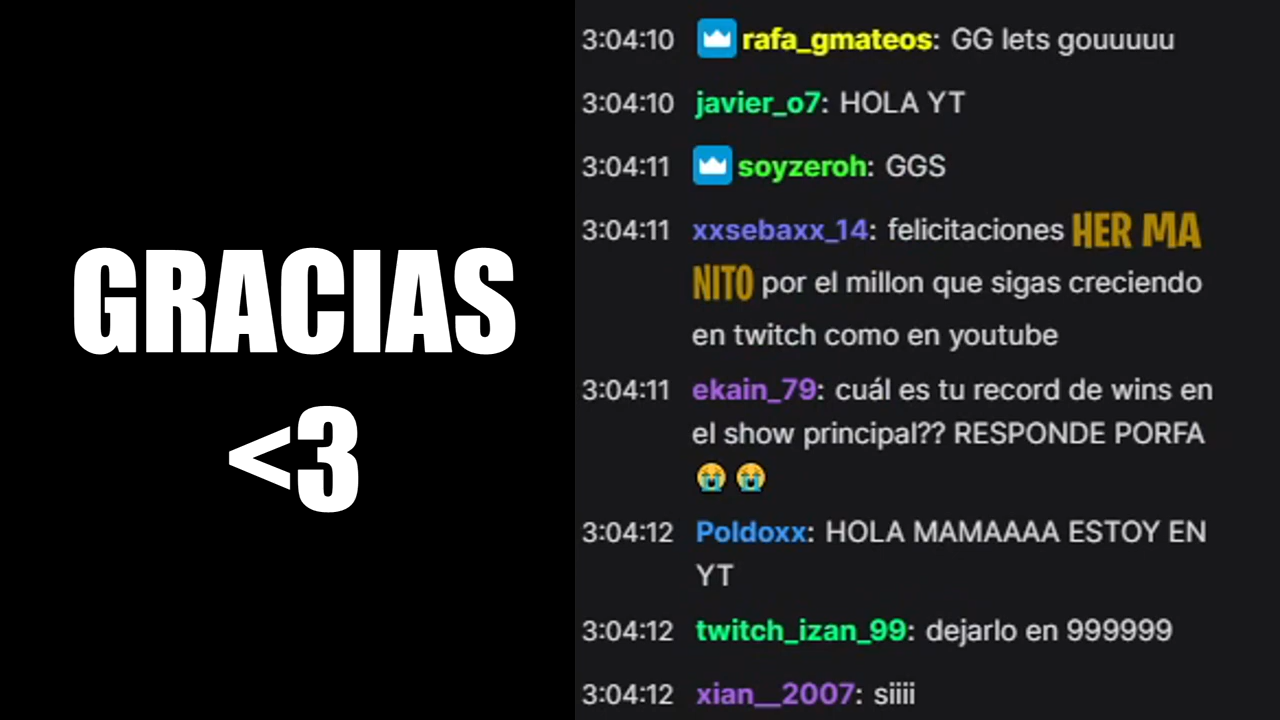 GRACIAS
<3
3:04:10 rafa_gmateos: GG lets gouuuuu
3:04:10 javier_o7: HOLA YT
3:04:11 soyzeroh: GGS
3:04:11 xxsebaxx_14: felicitaciones HER MA
NITO por el millon que sigas creciendo
en twitch como en youtube
3:04:11 ekain_79: cuál es tu record de wins en
el show principal?? RESPONDE PORFA
😭 😭
3:04:12 Poldoxx: HOLA MAMAAAA ESTOY EN
YT
3:04:12 twitch_izan_99: dejarlo en 999999
3:04:12 xian__2007: siiii